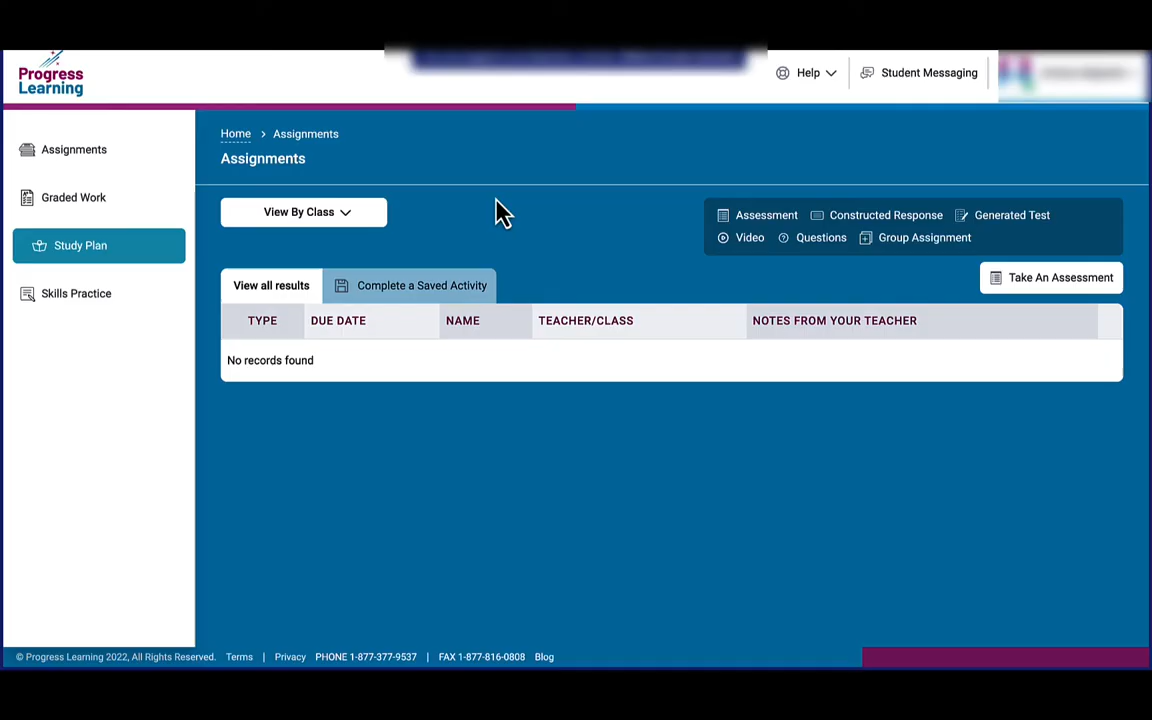 Progress
Learning
Help
Student Messaging
Assignments
Graded Work
Study Plan
Skills Practice
Home > Assignments
Assignments
View By Class
Assessment Constructed Response Generated Test
Video Questions Group Assignment
Take An Assessment
View all results Complete a Saved Activity
TYPE DUE DATE NAME TEACHER/CLASS NOTES FROM YOUR TEACHER
No records found
© Progress Learning 2022, All Rights Reserved. Terms | Privacy PHONE 1-877-377-9537 | FAX 1-877-816-0808 Blog